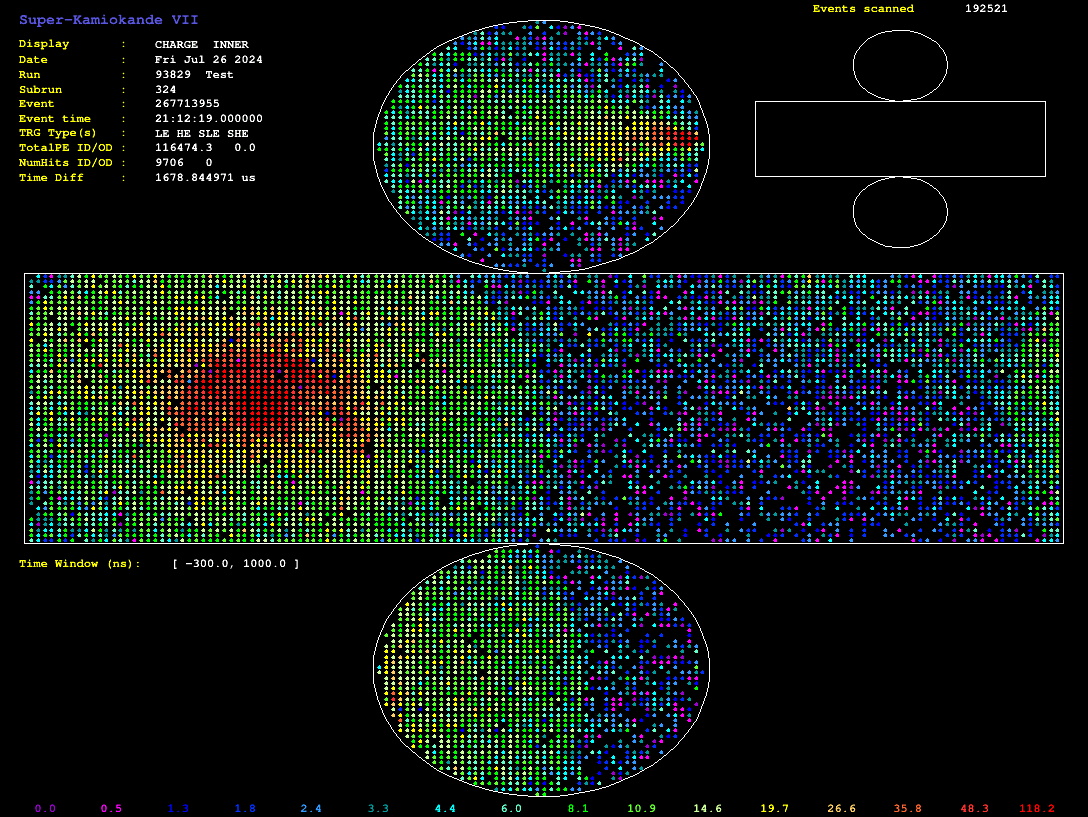 Super-Kamiokande VII
Events scanned 192521
Display : CHARGE INNER
Date : Fri Jul 26 2024
Run : 93829 Test
Subrun : 324
Event : 267713955
Event time : 21:12:19.000000
TRG Type(s) : LE HE SLE SHE
TotalPE ID/OD : 116474.3 0.0
NumHits ID/OD : 9706 0
Time Diff : 1678.844971 us
Time Window (ns): [ -300.0, 1000.0 ]
0.0 0.5 1.3 1.8 2.4 3.3 4.4 6.0 8.1 10.9 14.6 19.7 26.6 35.8 48.3 118.2